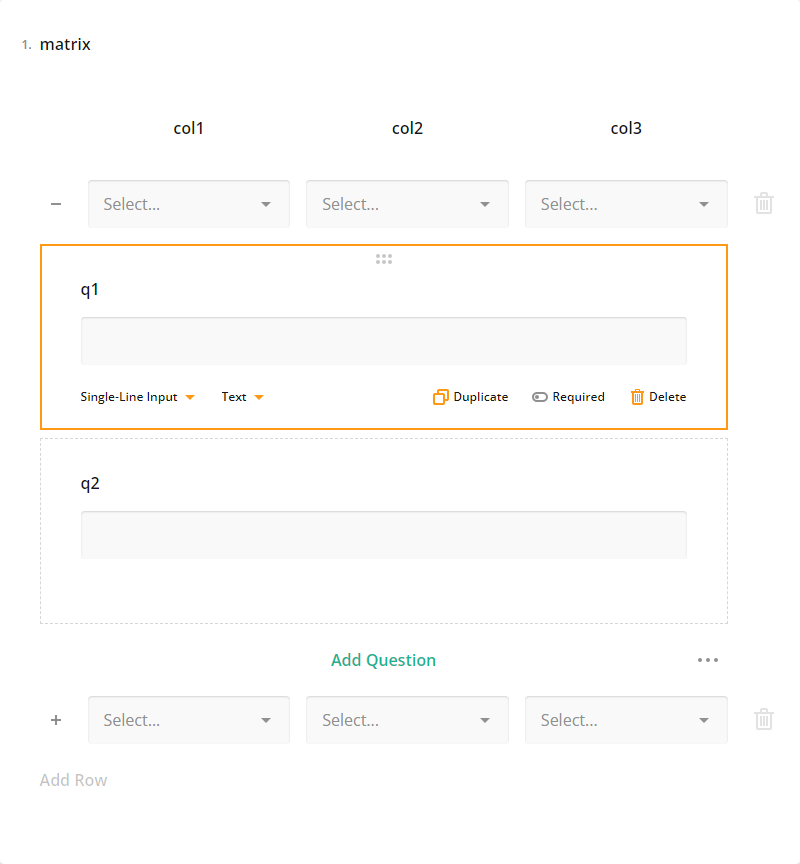 1. matrix
col1 col2 col3
Select... Select... Select...
q1
Single-Line Input Text Duplicate Required Delete
q2
Add Question
Select... Select... Select...
Add Row